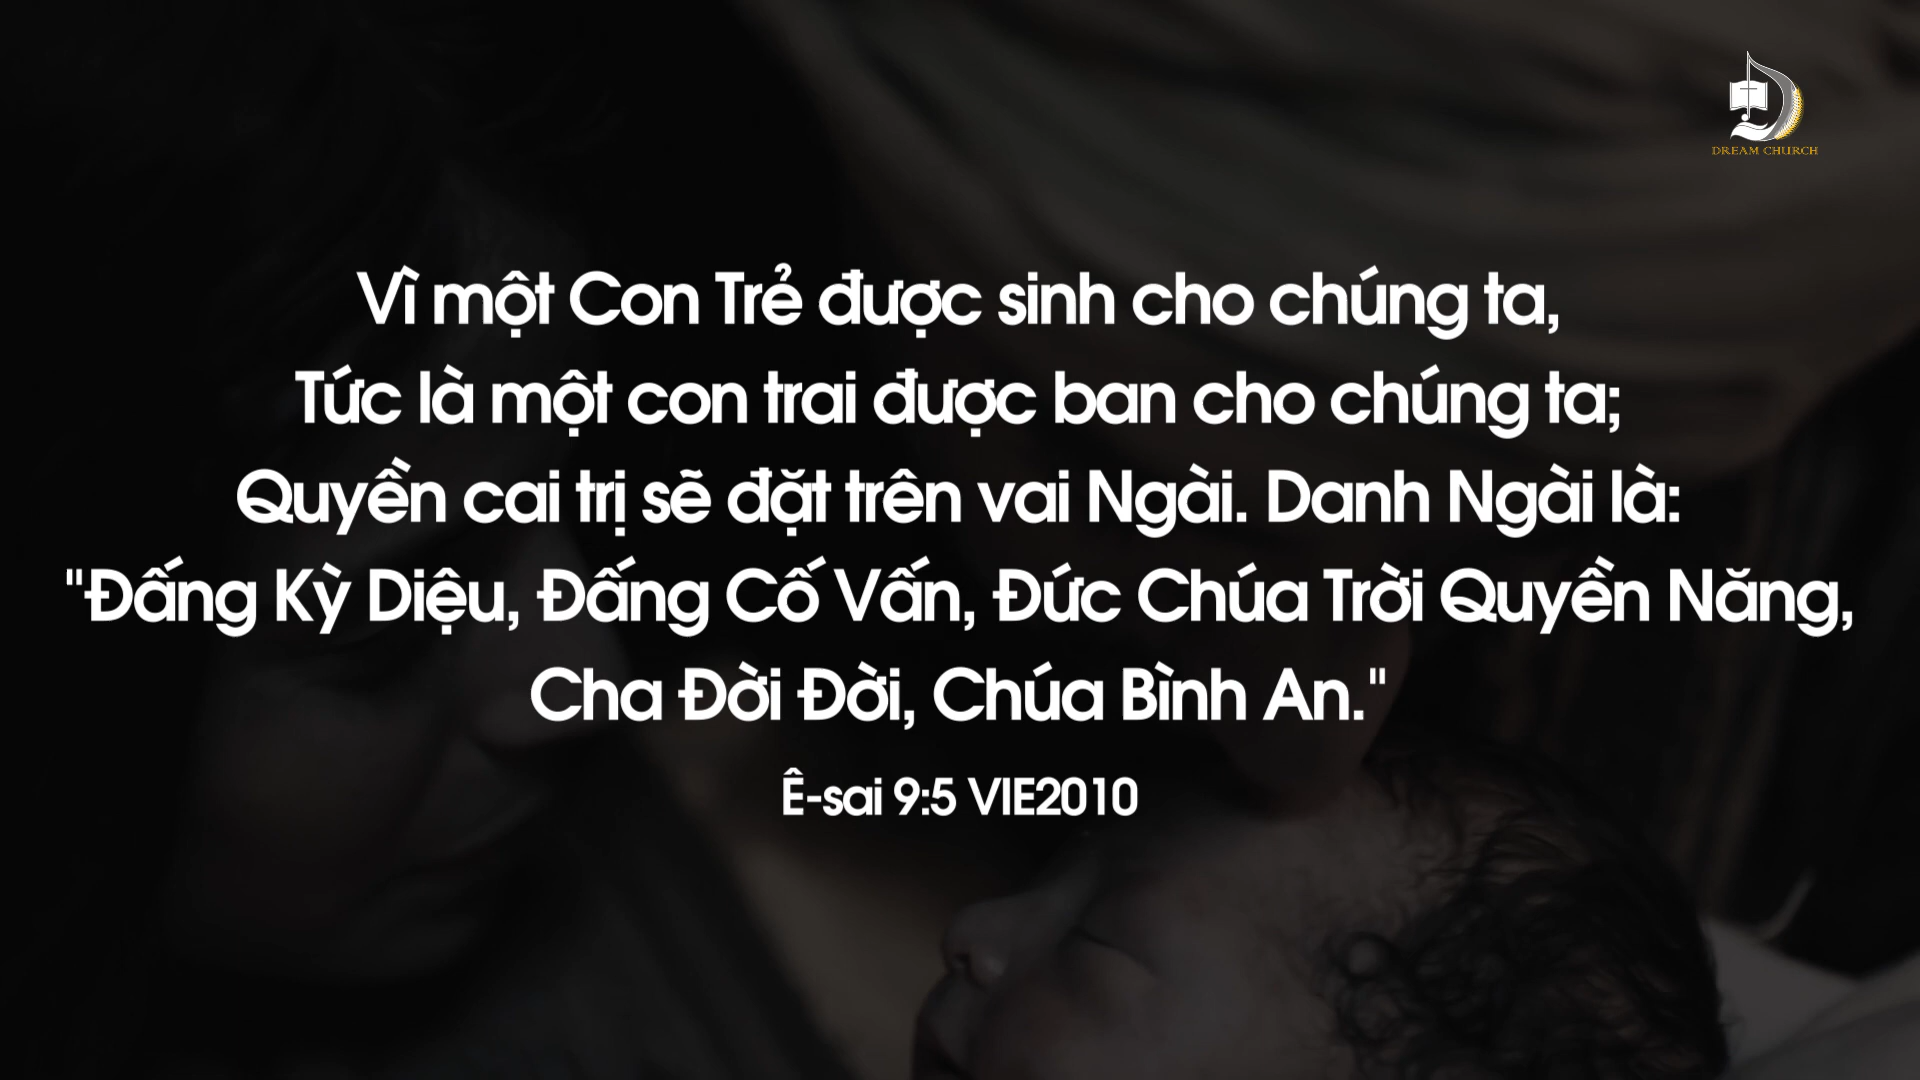 DREAM CHURCH
Vì một Con Trẻ được sinh cho chúng ta,
Tức là một con trai được ban cho chúng ta;
Quyền cai trị sẽ đặt trên vai Ngài. Danh Ngài là:
"Đấng Kỳ Diệu, Đấng Cố Vấn, Đức Chúa Trời Quyền Năng,
Cha Đời Đời, Chúa Bình An."
Ê-sai 9:5 VIE2010